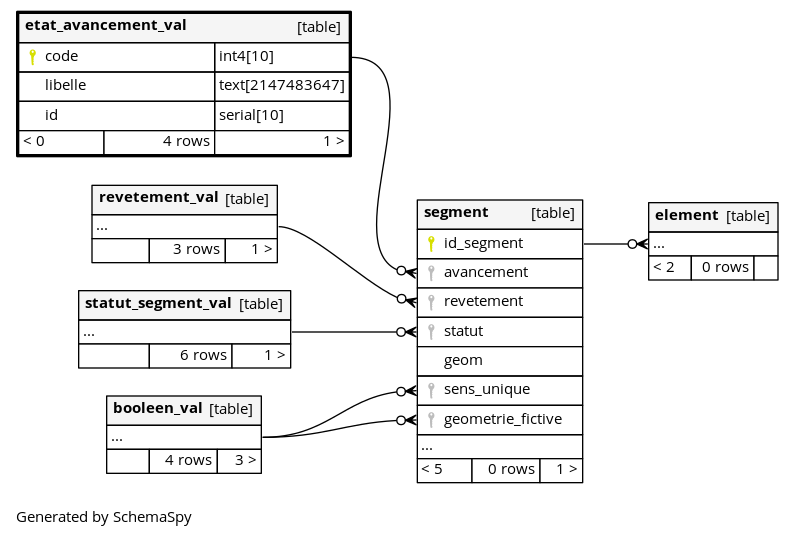 etat_avancement_val [table]
code int4[10]
libelle text[2147483647]
id serial[10]
< 0 4 rows 1 >
revetement_val [table]
...
3 rows 1 >
statut_segment_val [table]
...
6 rows 1 >
booleen_val [table]
...
4 rows 3 >
segment [table]
id_segment
avancement
revetement
statut
geom
sens_unique
geometrie_fictive
...
< 5 0 rows 1 >
element [table]
...
< 2 0 rows
Generated by SchemaSpy